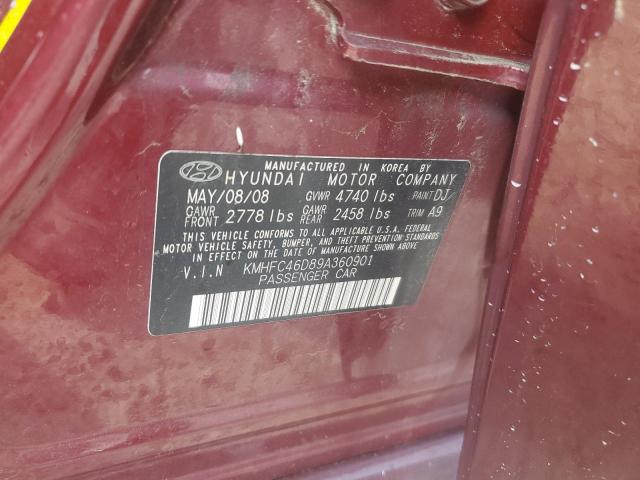 MANUFACTURED IN KOREA BY
HYUNDAI MOTOR COMPANY
MAY/08/08 GVWR 4740 lbs PAINT DJ
GAWR FRONT 2778 lbs GAWR REAR 2458 lbs TRIM A9
THIS VEHICLE CONFORMS TO ALL APPLICABLE U.S.A. FEDERAL
MOTOR VEHICLE SAFETY, BUMPER, AND THEFT PREVENTION STANDARDS
IN EFFECT ON THE DATE OF MANUFACTURE SHOWN ABOVE.
V.I.N KMHFC46D89A360901
PASSENGER CAR